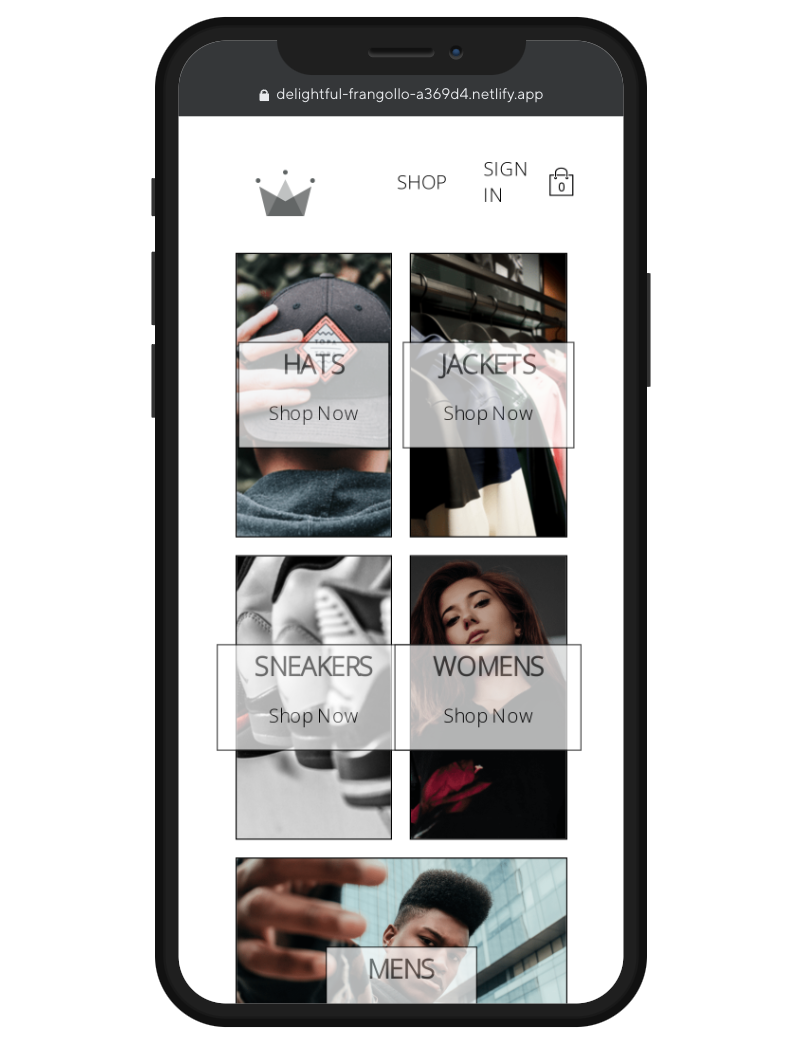 delightful-frangollo-a369d4.netlify.app
SHOP
SIGN
IN
0
HATS
Shop Now
JACKETS
Shop Now
SNEAKERS
Shop Now
WOMENS
Shop Now
MENS